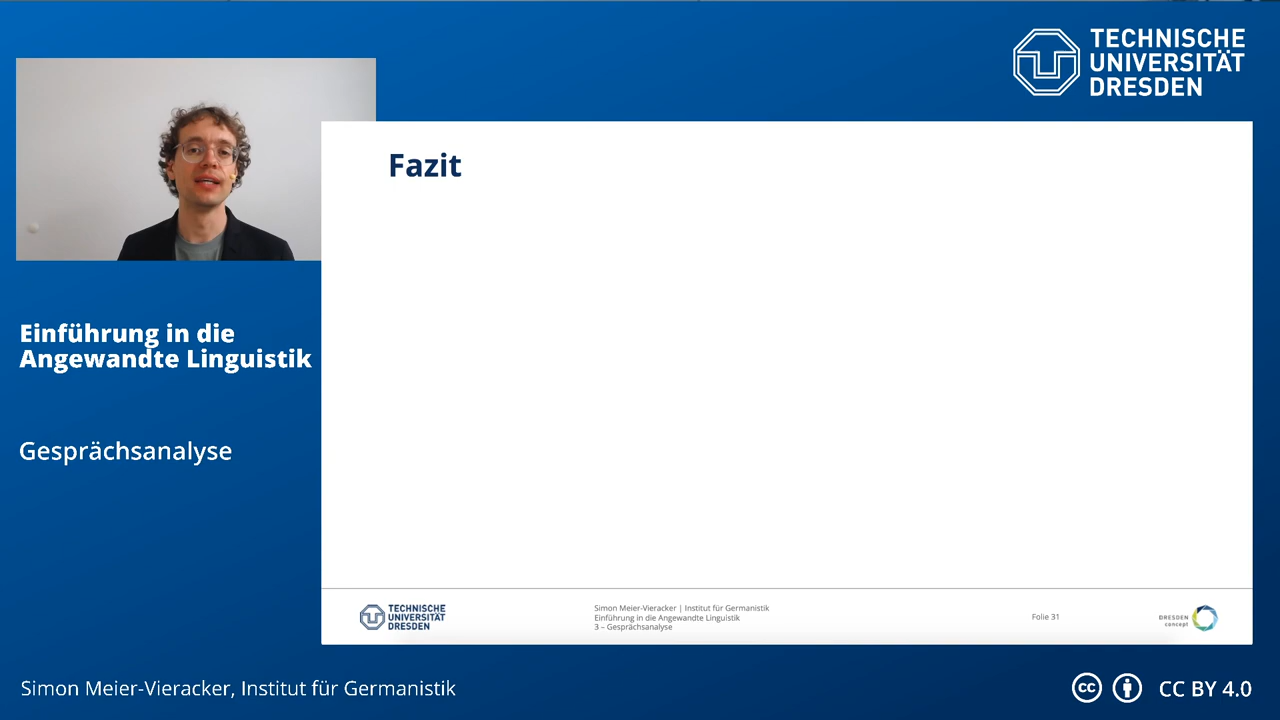 TECHNISCHE
UNIVERSITÄT
DRESDEN
Fazit
Einführung in die
Angewandte Linguistik
Gesprächsanalyse
TECHNISCHE
UNIVERSITÄT
DRESDEN
Simon Meier-Vieracker | Institut für Germanistik
Einführung in die Angewandte Linguistik
3 – Gesprächsanalyse
Folie 31
DRESDEN
concept
Simon Meier-Vieracker, Institut für Germanistik
cc
CC BY 4.0